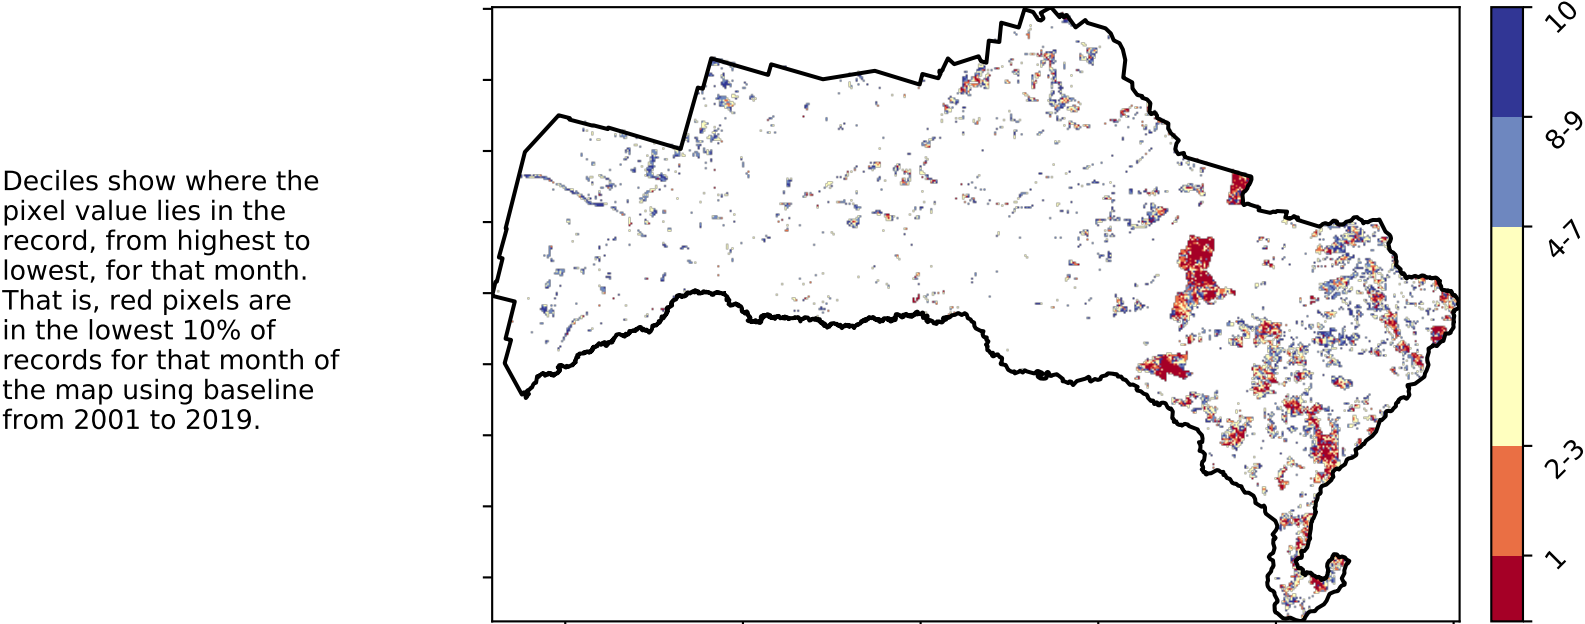 Deciles show where the
pixel value lies in the
record, from highest to
lowest, for that month.
That is, red pixels are
in the lowest 10% of
records for that month of
the map using baseline
from 2001 to 2019.
10
8-9
4-7
2-3
1